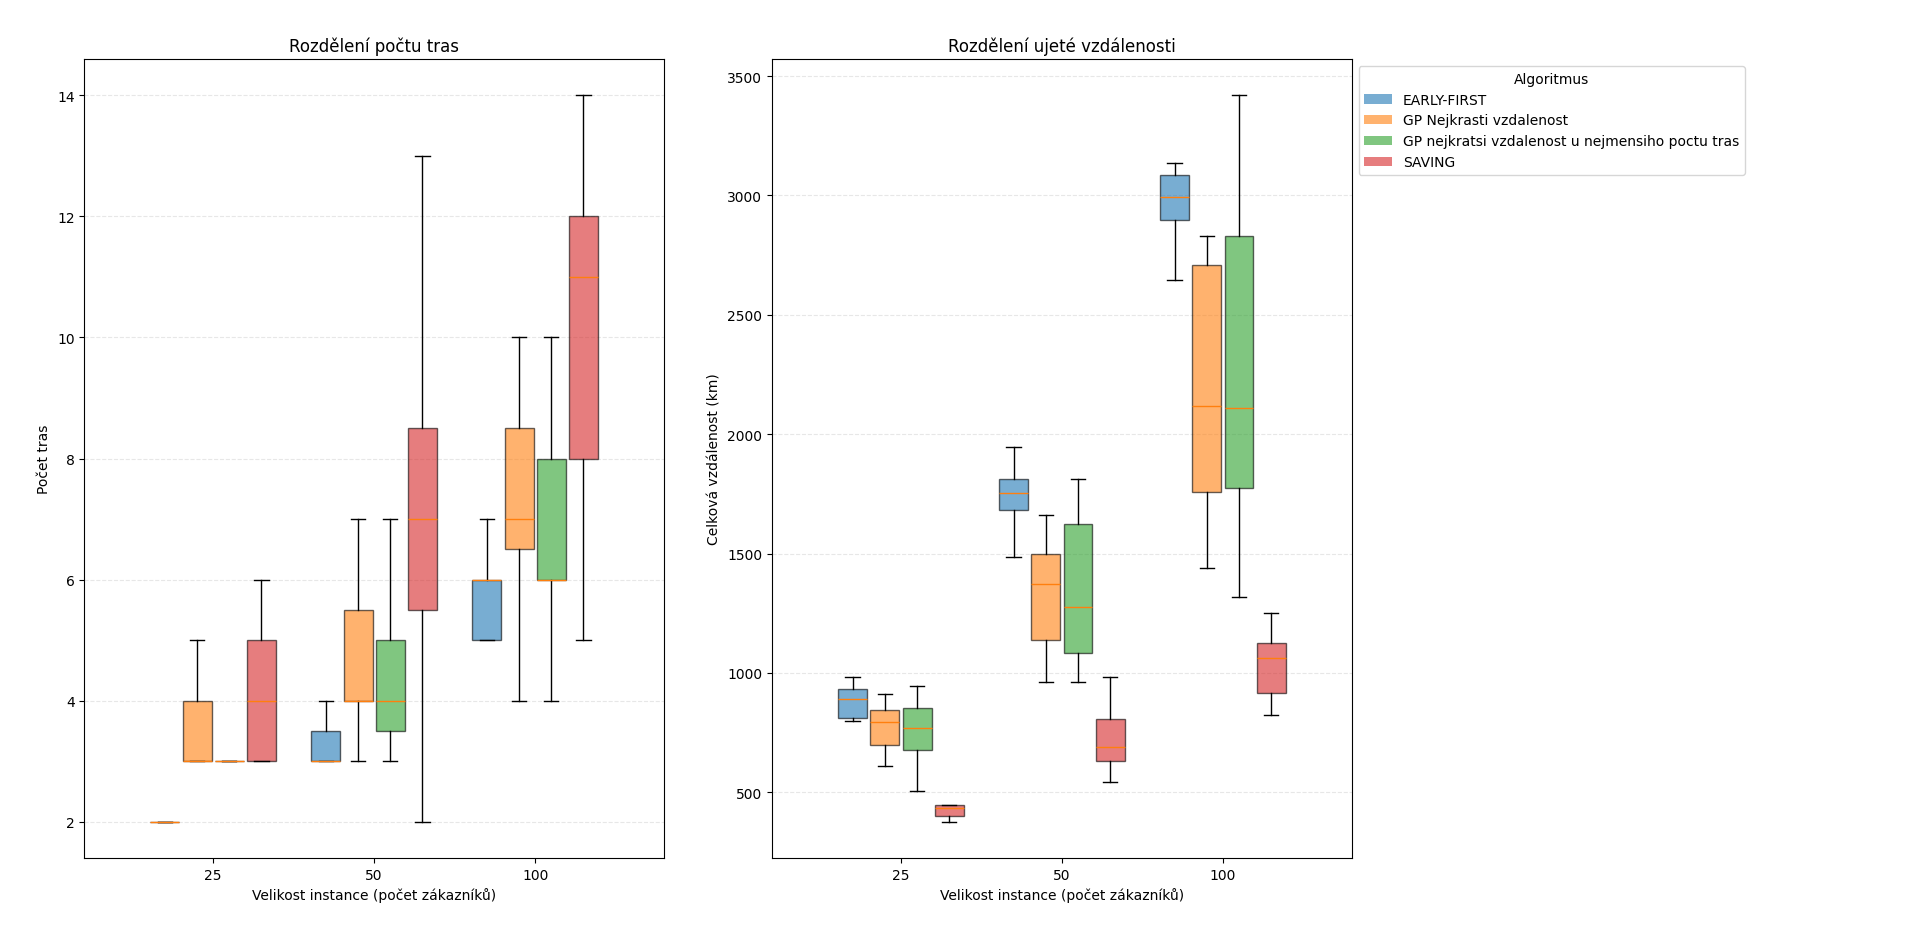 Rozdělení počtu tras
14
12
10
8
6
4
2
Počet tras
25
50
100
Velikost instance (počet zákazníků)
Rozdělení ujeté vzdálenosti
3500
3000
2500
2000
1500
1000
500
Celková vzdálenost (km)
25
50
100
Velikost instance (počet zákazníků)
Algoritmus
EARLY-FIRST
GP Nejkrasti vzdalenost
GP nejkratsi vzdalenost u nejmensiho poctu tras
SAVING